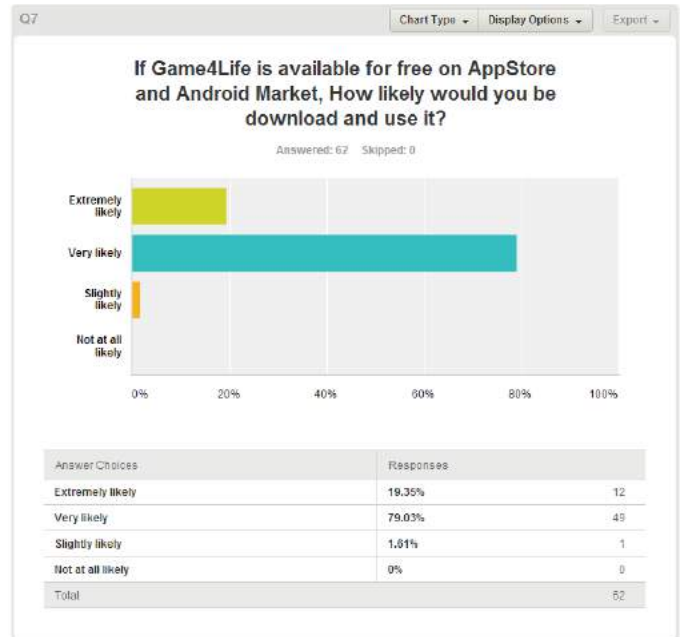 Q7
Chart Type Display Options Export
If Game4Life is available for free on AppStore
and Android Market, How likely would you be
download and use it?
Answered: 62 Skipped: 0
Extremely
likely
Very likely
Slightly
likely
Not at all
likely
0% 20% 40% 60% 80% 100%
Answer Choices Responses
Extremely likely 19.35% 12
Very likely 79.03% 49
Slightly likely 1.61% 1
Not at all likely 0% 0
Total 62